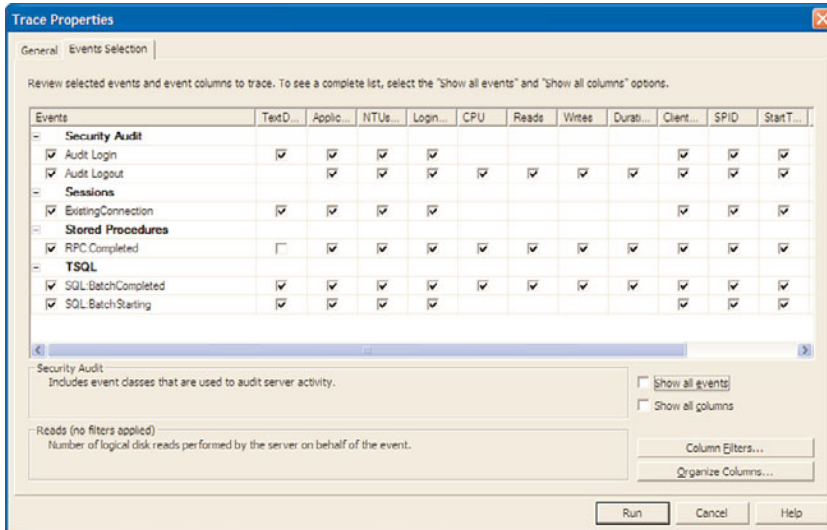 Trace Properties
General Events Selection
Review selected events and event columns to trace. To see a complete list, select the "Show all events" and "Show all columns" options.
Events TextD... Applic... NTUs... Login... CPU Reads Writes Durati... Client... SPID StartT...
Security Audit
Audit Login
Audit Logout
Sessions
ExistingConnection
Stored Procedures
RPC:Completed
TSQL
SQL:BatchCompleted
SQL:BatchStarting
Security Audit
Includes event classes that are used to audit server activity.
Show all events
Show all columns
Reads (no filters applied)
Number of logical disk reads performed by the server on behalf of the event.
Column Filters...
Organize Columns...
Run Cancel Help